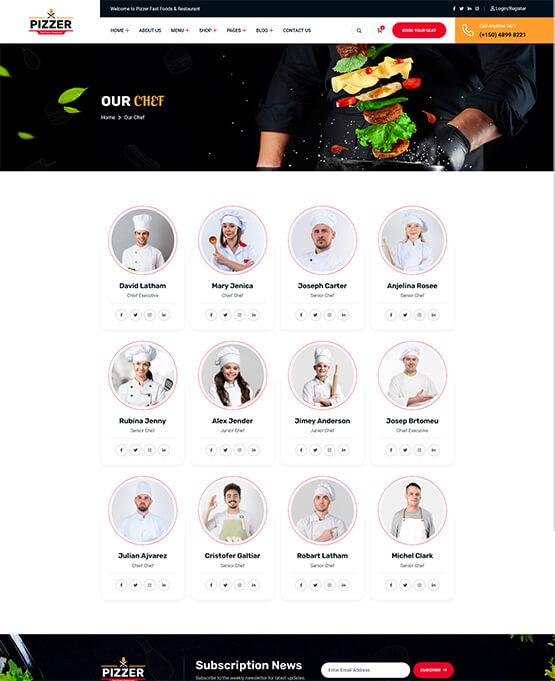 PIZZER
Welcome to Pizzer Fast Foods & Restaurant
Login/Register
HOME + ABOUT US MENU + SHOP + PAGES + BLOG + CONTACT US
BOOK YOUR SEAT
Call Anytime 24/7
(+150) 4899 8221
OUR CHEF
Home > Our Chef
David Latham
Chief Executive
Mary Jenica
Chief Chef
Joseph Carter
Senior Chef
Anjelina Rosee
Senior Chef
Rubina Jenny
Senior Chef
Alex Jender
Junior Chef
Jimey Anderson
Junior Chef
Josep Brtomeu
Chief Executive
Julian Ajvarez
Chief Chef
Cristofer Galtiar
Senior Chef
Robart Latham
Senior Chef
Michel Clark
Senior Chef
PIZZER
Subscription News
Subscribe to the weekly newsletter for latest updates.
Enter Email Address
SUBCRIBE